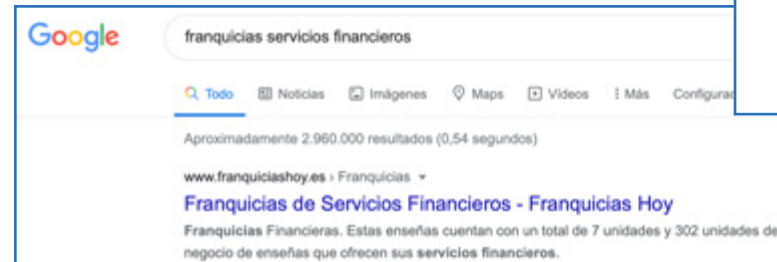 Google
franquicias servicios financieros
Todo Noticias Imágenes Maps Vídeos Más
Aproximadamente 2.960.000 resultados (0,54 segundos)
www.franquiciashoy.es › Franquicias
Franquicias de Servicios Financieros - Franquicias Hoy
Franquicias Financieras. Estas enseñas cuentan con un total de 7 unidades y 302 unidades de
negocio de enseñas que ofrecen sus servicios financieros.